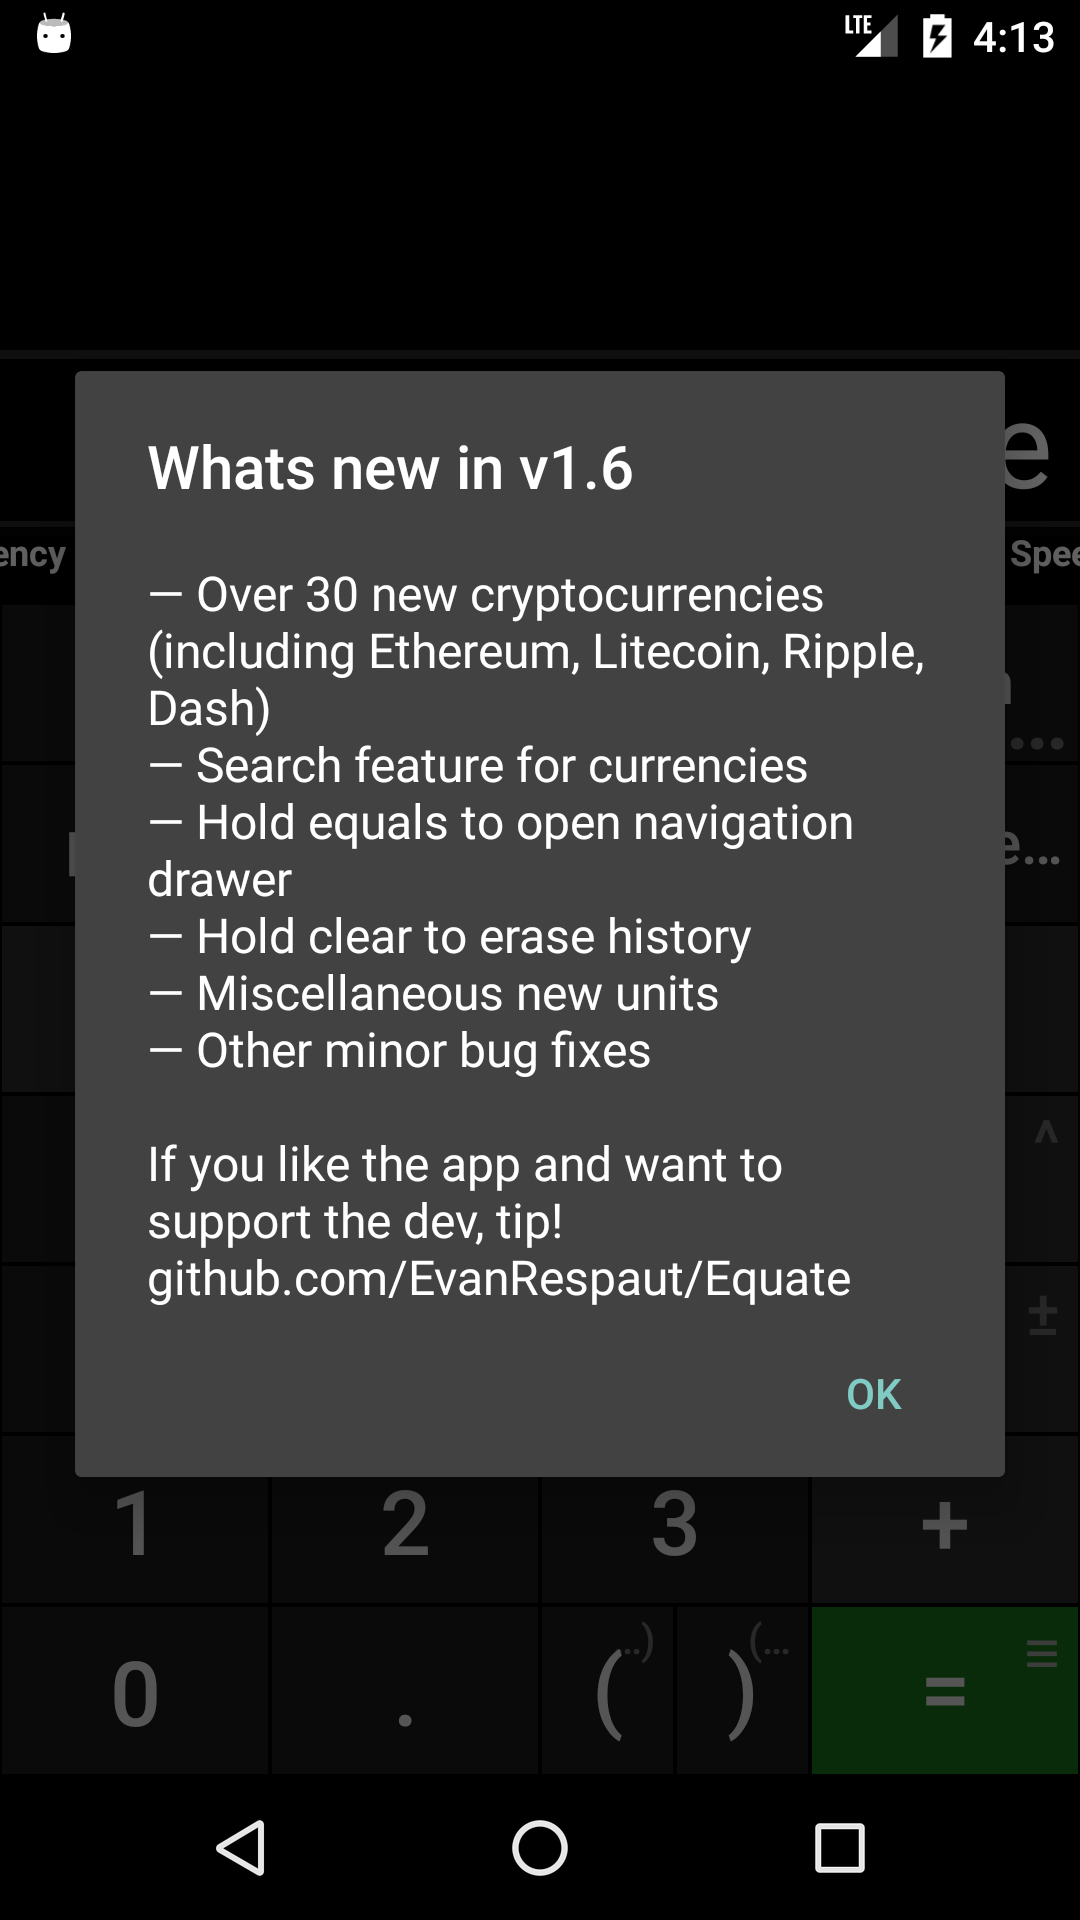 LTE 4:13
e
Whats new in v1.6
ency
Spee
— Over 30 new cryptocurrencies
(including Ethereum, Litecoin, Ripple,
Dash)
— Search feature for currencies
— Hold equals to open navigation
drawer
— Hold clear to erase history
— Miscellaneous new units
— Other minor bug fixes
If you like the app and want to
support the dev, tip!
github.com/EvanRespaut/Equate
...
e...
^
±
OK
1 2 3 +
0 . ( ..) ) (... = ≡